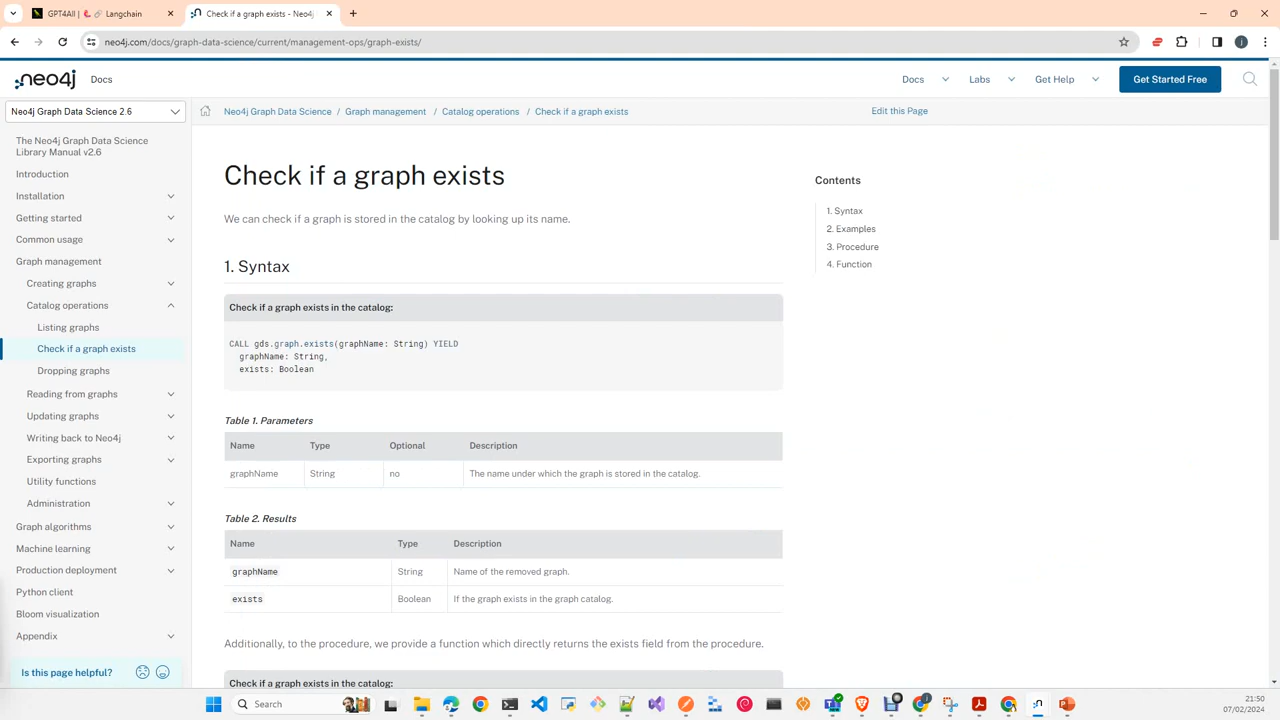 GPT4All | 🦜️🔗 Langchain
Check if a graph exists - Neo4j
neo4j.com/docs/graph-data-science/current/management-ops/graph-exists/
neo4j Docs
Docs
Labs
Get Help
Get Started Free
Neo4j Graph Data Science 2.6
Neo4j Graph Data Science / Graph management / Catalog operations / Check if a graph exists
Edit this Page
The Neo4j Graph Data Science
Library Manual v2.6
Introduction
Installation
Getting started
Common usage
Graph management
Creating graphs
Catalog operations
Listing graphs
Check if a graph exists
Dropping graphs
Reading from graphs
Updating graphs
Writing back to Neo4j
Exporting graphs
Utility functions
Administration
Graph algorithms
Machine learning
Production deployment
Python client
Bloom visualization
Appendix
Is this page helpful?
Check if a graph exists
We can check if a graph is stored in the catalog by looking up its name.
1. Syntax
Check if a graph exists in the catalog:
CALL gds.graph.exists(graphName: String) YIELD
graphName: String,
exists: Boolean
Table 1. Parameters
Name Type Optional Description
graphName String no The name under which the graph is stored in the catalog.
Table 2. Results
Name Type Description
graphName String Name of the removed graph.
exists Boolean If the graph exists in the graph catalog.
Additionally, to the procedure, we provide a function which directly returns the exists field from the procedure.
Check if a graph exists in the catalog:
Contents
1. Syntax
2. Examples
3. Procedure
4. Function
Search
21:50
07/02/2024